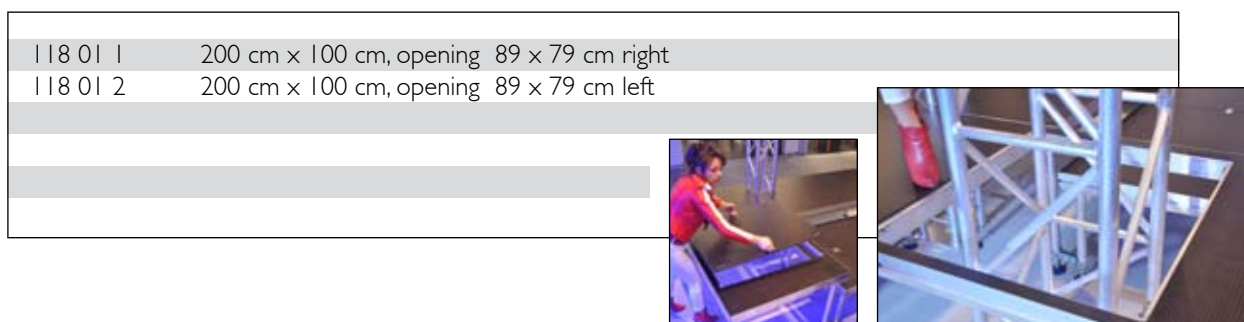 118 01 1 200 cm x 100 cm, opening 89 x 79 cm right
118 01 2 200 cm x 100 cm, opening 89 x 79 cm left